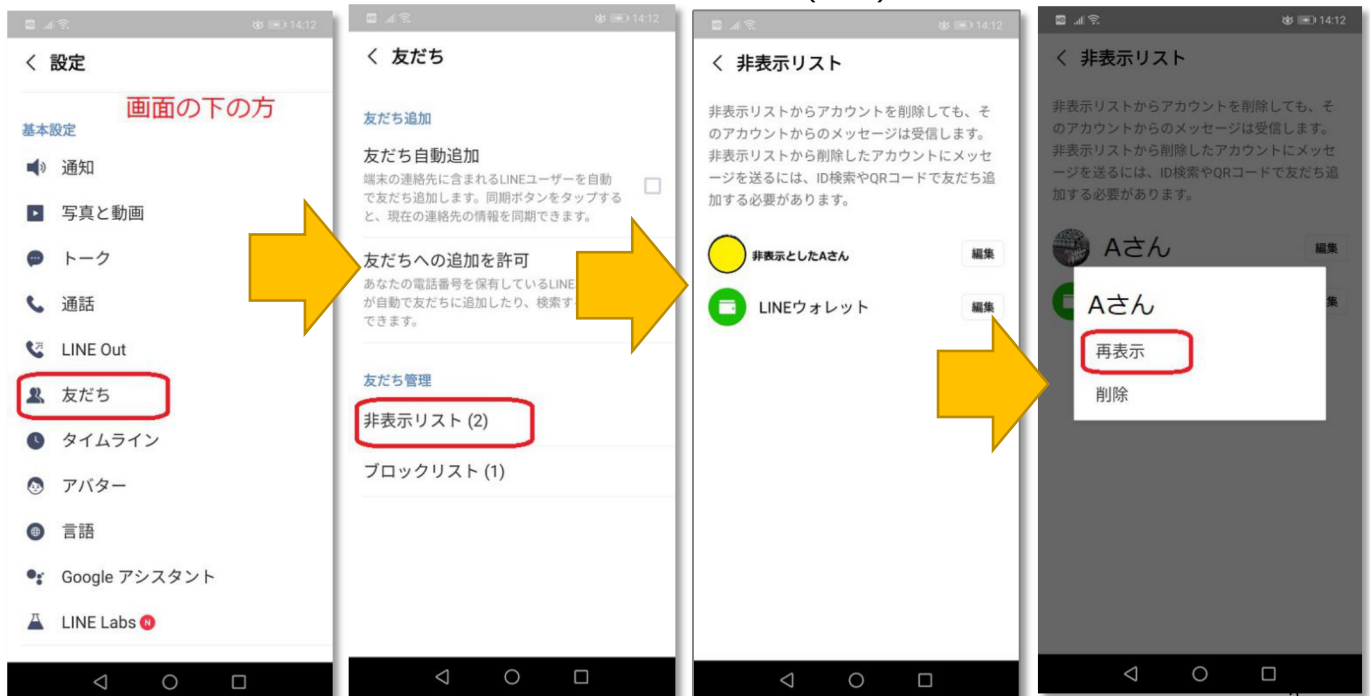 14:12
設定
画面の下の方
基本設定
通知
写真と動画
トーク
通話
LINE Out
友だち
タイムライン
アバター
言語
Google アシスタント
LINE Labs N
14:12
友だち
友だち追加
友だち自動追加
端末の連絡先に含まれるLINEユーザーを自動
で友だち追加します。同期ボタンをタップする
と、現在の連絡先の情報を同期できます。
友だちへの追加を許可
あなたの電話番号を保有しているLINE
が自動で友だちに追加したり、検索す
できます。
友だち管理
非表示リスト (2)
ブロックリスト (1)
14:12
非表示リスト
非表示リストからアカウントを削除しても、そ
のアカウントからのメッセージは受信します。
非表示リストから削除したアカウントにメッセ
ージを送るには、ID検索やQRコードで友だち追
加する必要があります。
非表示としたAさん 編集
LINEウォレット 編集
14:12
非表示リスト
非表示リストからアカウントを削除しても、そ
のアカウントからのメッセージは受信します。
非表示リストから削除したアカウントにメッセ
ージを送るには、ID検索やQRコードで友だち追
加する必要があります。
Aさん 編集
集
Aさん
再表示
削除